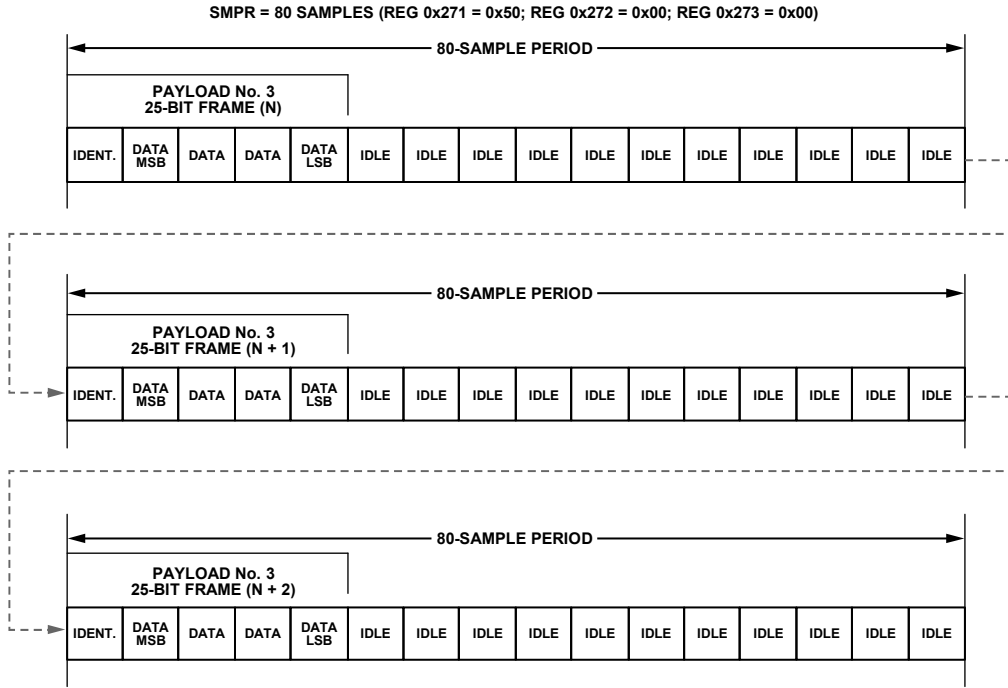 SMPR = 80 SAMPLES (REG 0x271 = 0x50; REG 0x272 = 0x00; REG 0x273 = 0x00)
80-SAMPLE PERIOD
PAYLOAD No. 3
25-BIT FRAME (N)
IDENT. DATA MSB DATA DATA DATA LSB IDLE IDLE IDLE IDLE IDLE IDLE IDLE IDLE IDLE IDLE IDLE
80-SAMPLE PERIOD
PAYLOAD No. 3
25-BIT FRAME (N + 1)
IDENT. DATA MSB DATA DATA DATA LSB IDLE IDLE IDLE IDLE IDLE IDLE IDLE IDLE IDLE IDLE IDLE
80-SAMPLE PERIOD
PAYLOAD No. 3
25-BIT FRAME (N + 2)
IDENT. DATA MSB DATA DATA DATA LSB IDLE IDLE IDLE IDLE IDLE IDLE IDLE IDLE IDLE IDLE IDLE